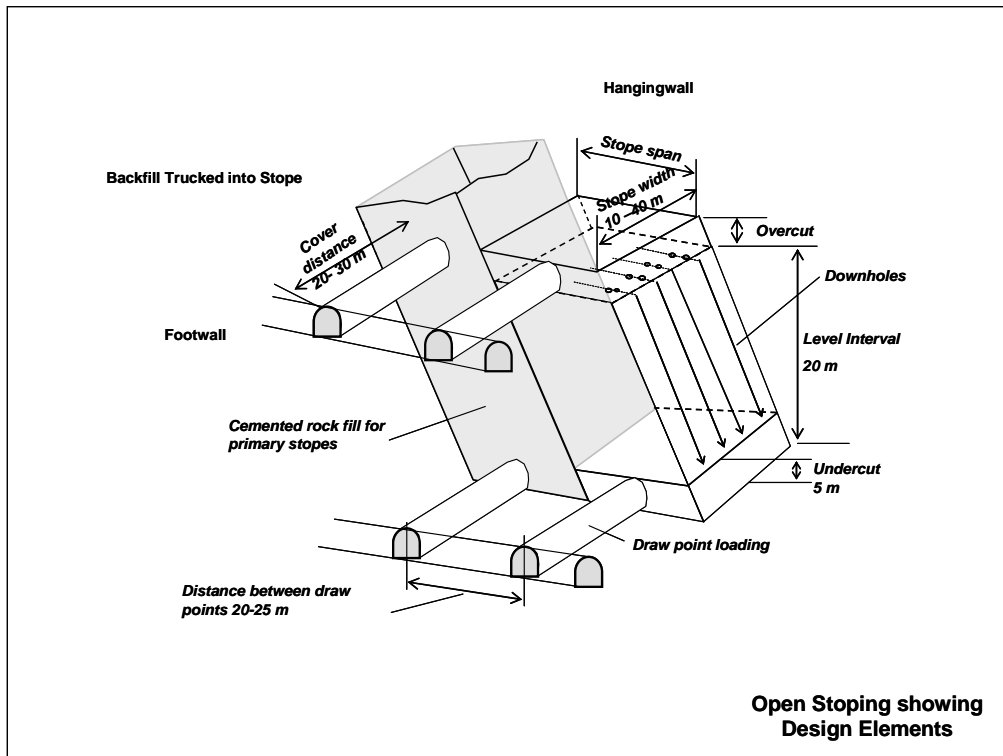 Hangingwall
Stope span
Stope width
10 –40 m
Backfill Trucked into Stope
Cover
distance
20- 30 m
Overcut
Downholes
Footwall
Level Interval
20 m
Cemented rock fill for
primary stopes
Undercut
5 m
Draw point loading
Distance between draw
points 20-25 m
Open Stoping showing
Design Elements